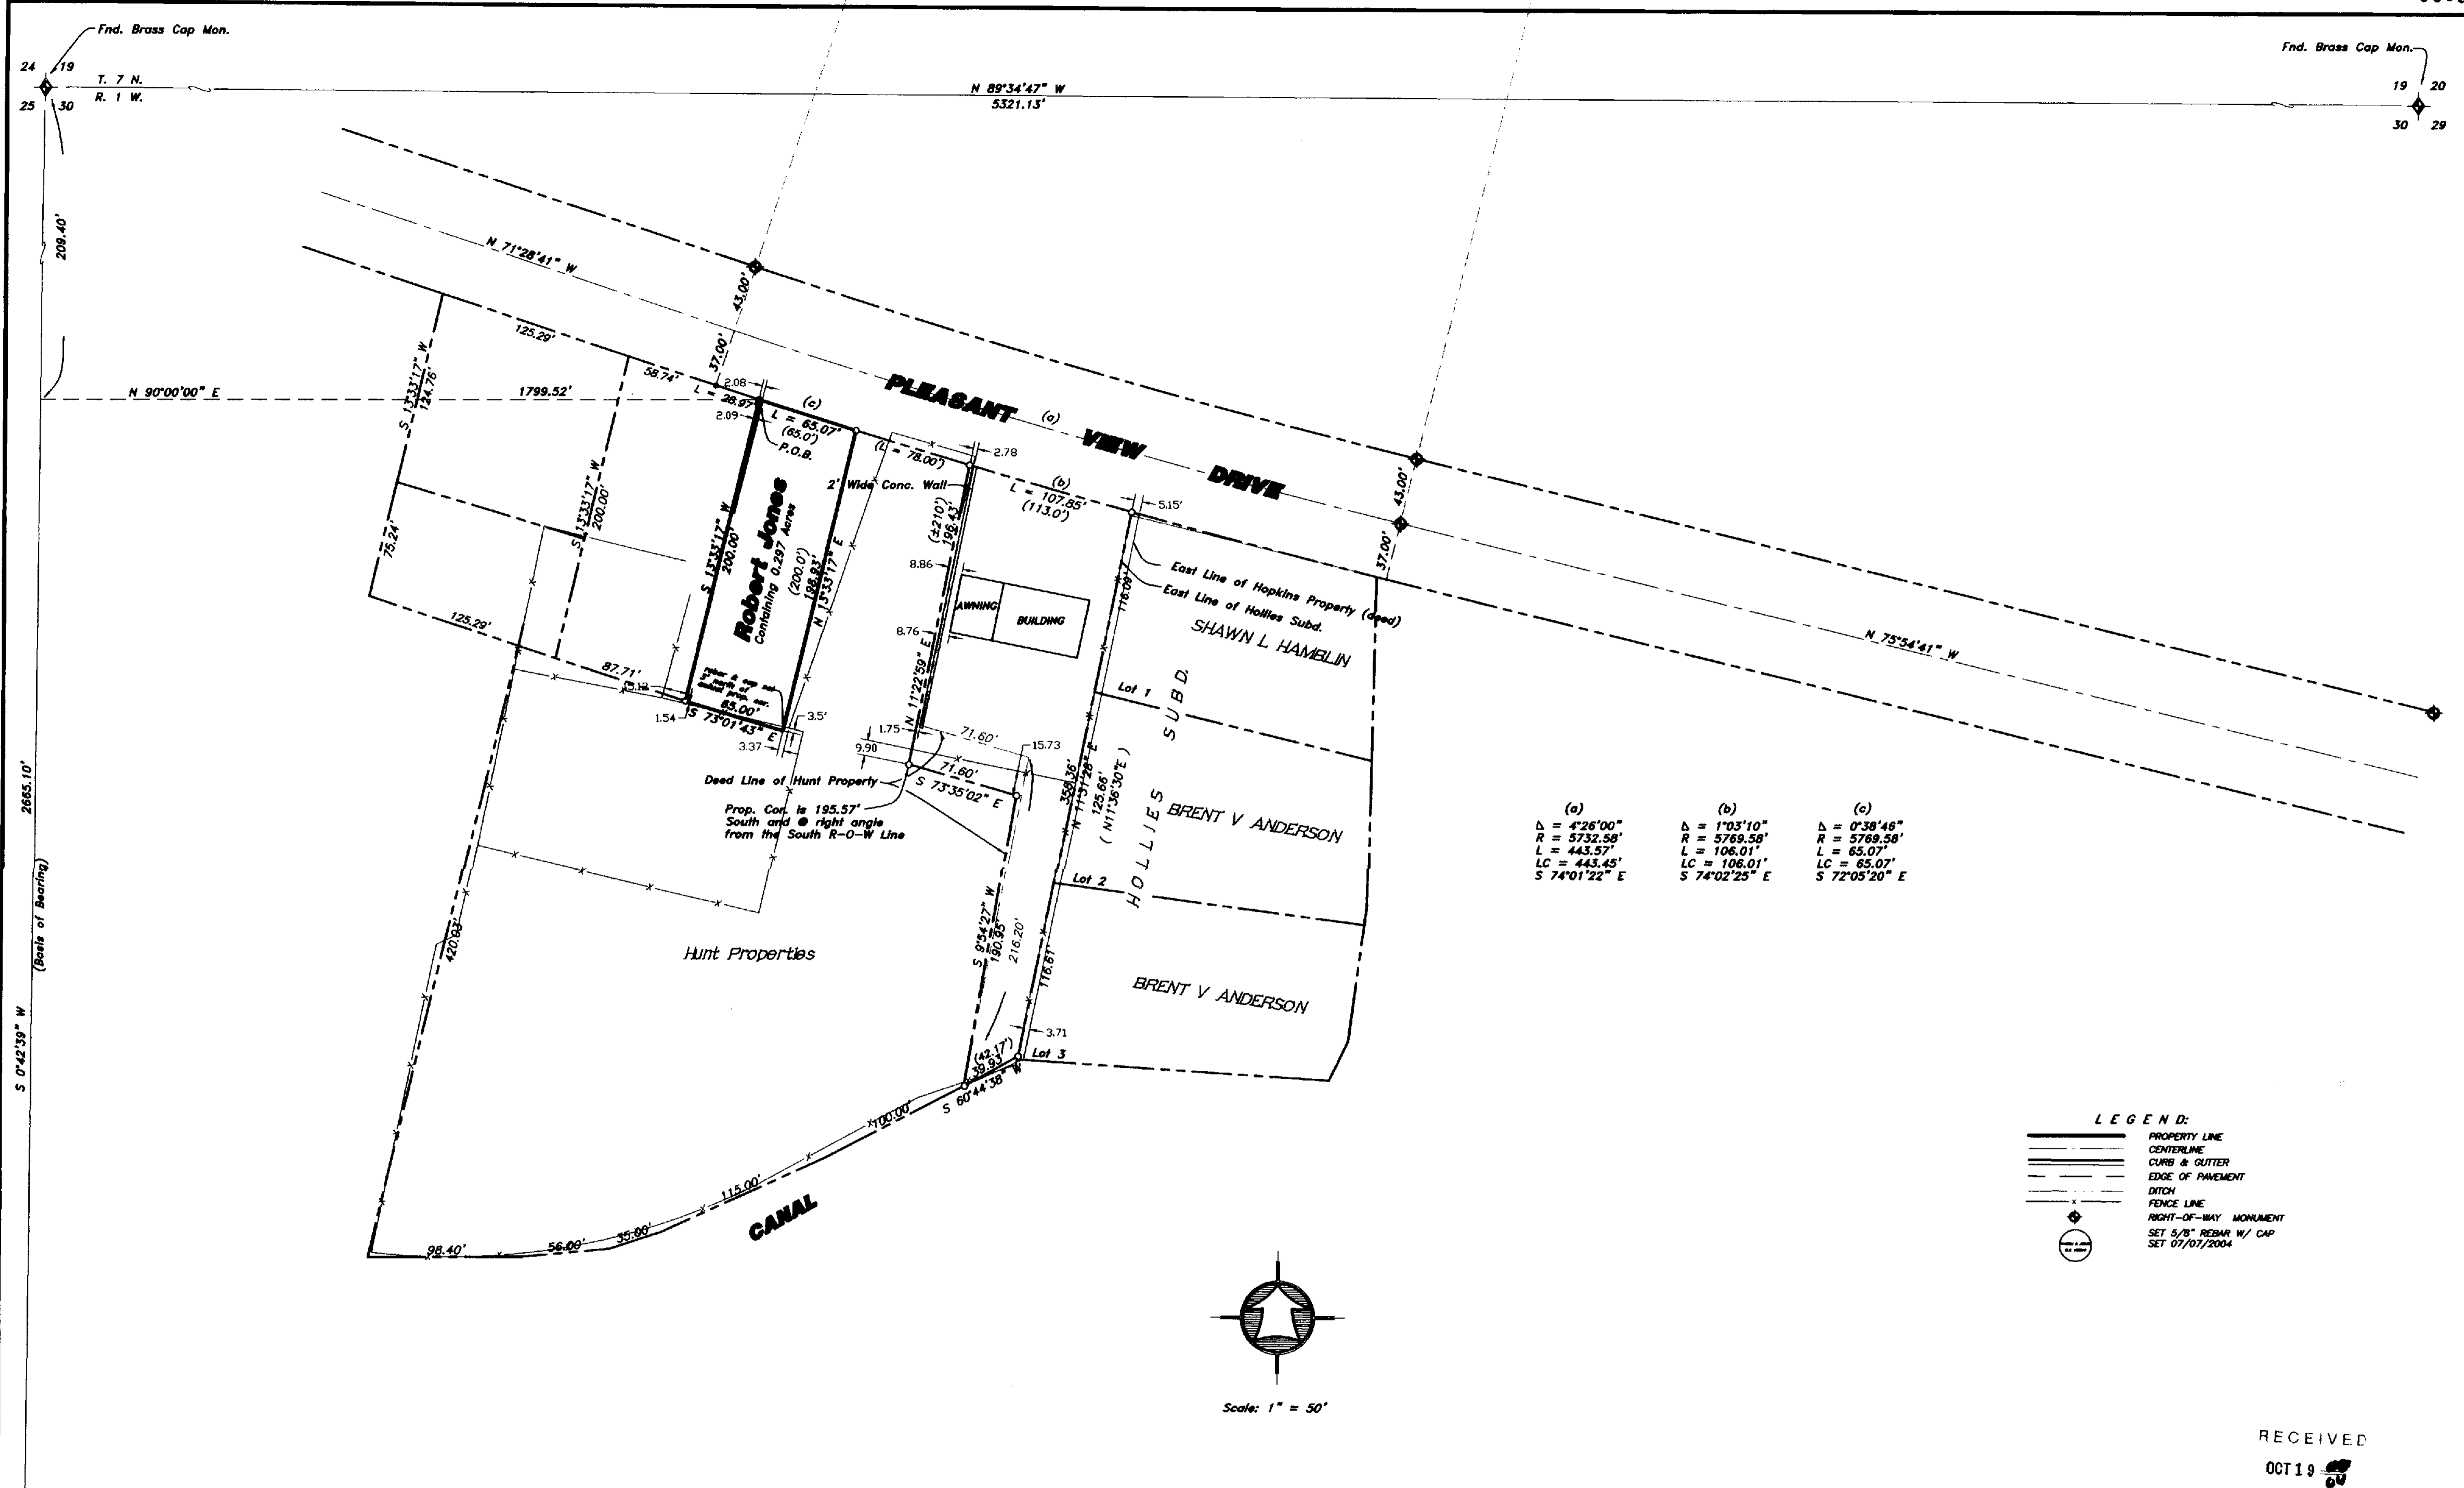 Fnd. Brass Cap Mon.
Fnd. Brass Cap Mon.
24 19
25 30
T. 7 N.
R. 1 W.
N 89°34'47" W
5321.13'
19 20
30 29
209.40'
N 71°28'41" W
43.00'
37.00'
125.29'
58.74'
L = 28.97'
2.08
2.09
N 90°00'00" E
1799.52'
S 13°33'17" W
124.76'
75.24'
S 13°33'17" W
200.00'
(c)
L = 65.07'
(65.0')
P.O.B.
(L = 78.00')
PLEASANT VIEW DRIVE
(a)
2.78
2' Wide Conc. Wall
(b)
L = 107.85'
(113.0')
5.15'
43.00'
37.00'
S 13°33'17" W
200.00'
Robert Jones
Containing 0.297 Acres
(200.0')
198.93'
N 13°33'17" E
(±210')
196.43'
8.86
8.76
N 11°22'59" E
AWNING
BUILDING
116.09'
East Line of Hopkins Property (deed)
East Line of Hollies Subd.
SHAWN L HAMBLIN
N 75°54'41" W
125.29'
87.71'
rebar & cap set
3' north of
actual prop. cor.
65.00'
S 73°01'43" E
1.54
3.5'
3.37
1.75
9.90
71.60'
15.73
71.60'
S 73°35'02" E
Deed Line of Hunt Property
Prop. Cor. is 195.57'
South and @ right angle
from the South R-O-W Line
Lot 1
358.36'
N 11°31'28" E
125.66'
( N11°36'30"E )
HOLLIES SUBD.
BRENT V ANDERSON
Lot 2
(a)
Δ = 4°26'00"
R = 5732.58'
L = 443.57'
LC = 443.45'
S 74°01'22" E
(b)
Δ = 1°03'10"
R = 5769.58'
L = 106.01'
LC = 106.01'
S 74°02'25" E
(c)
Δ = 0°38'46"
R = 5769.58'
L = 65.07'
LC = 65.07'
S 72°05'20" E
2665.10'
(Basis of Bearing)
S 0°42'39" W
420.03'
Hunt Properties
S 9°54'27" W
190.95'
216.20'
116.61'
BRENT V ANDERSON
3.71
Lot 3
(42.17')
39.93'
S 60°44'38" W
100.00'
115.00'
35.00'
56.00'
98.40'
CANAL
LEGEND:
PROPERTY LINE
CENTERLINE
CURB & GUTTER
EDGE OF PAVEMENT
DITCH
FENCE LINE
RIGHT-OF-WAY MONUMENT
SET 5/8" REBAR W/ CAP
SET 07/07/2004
Scale: 1" = 50'
RECEIVED
OCT 19